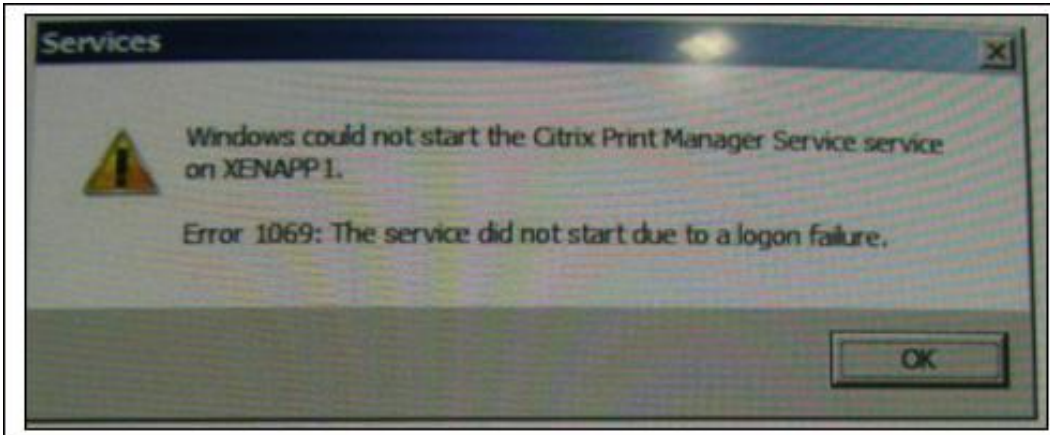 Services
Windows could not start the Citrix Print Manager Service service
on XENAPP1.
Error 1069: The service did not start due to a logon failure.
OK